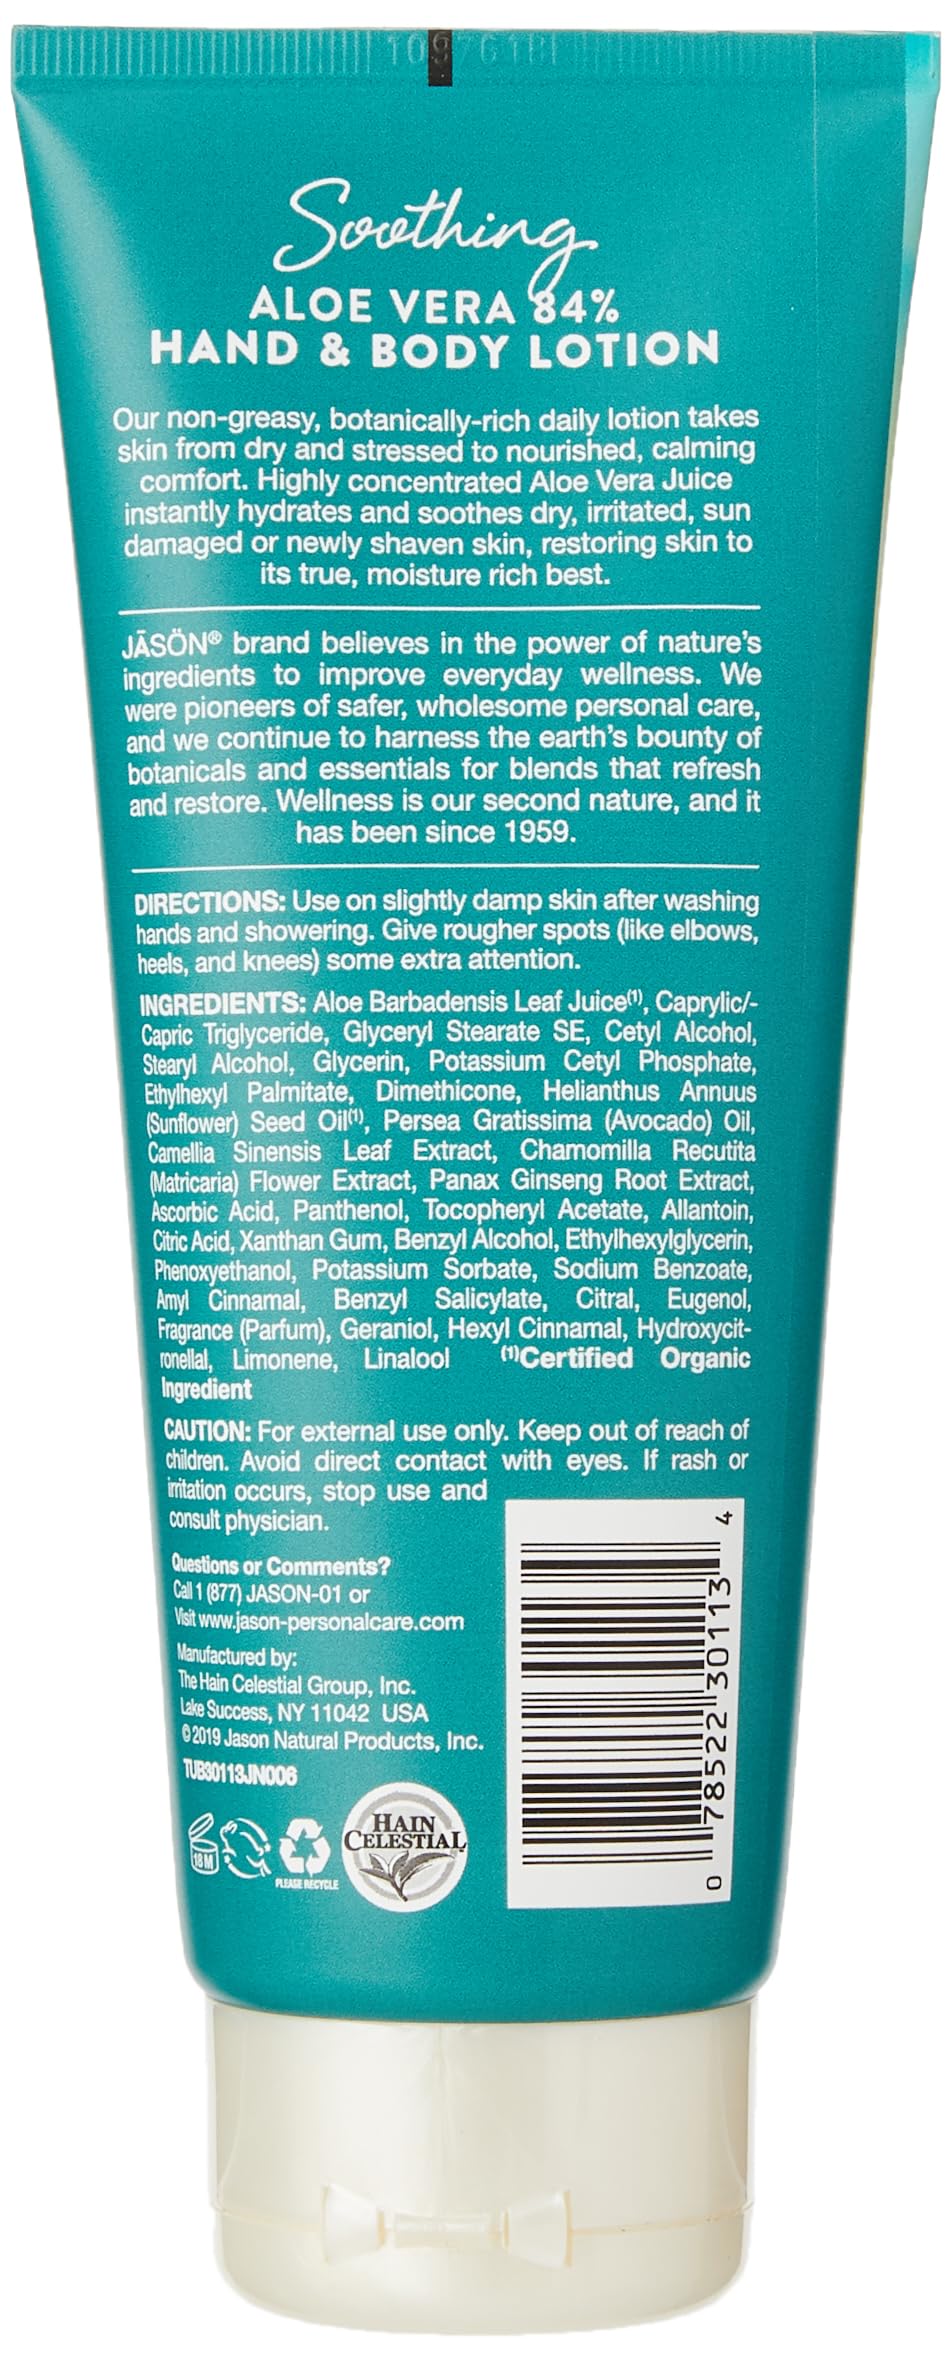 Soothing
ALOE VERA 84%
HAND & BODY LOTION
Our non-greasy, botanically-rich daily lotion takes
skin from dry and stressed to nourished, calming
comfort. Highly concentrated Aloe Vera Juice
instantly hydrates and soothes dry, irritated, sun
damaged or newly shaven skin, restoring skin to
its true, moisture rich best.
JĀSÖN® brand believes in the power of nature's
ingredients to improve everyday wellness. We
were pioneers of safer, wholesome personal care,
and we continue to harness the earth's bounty of
botanicals and essentials for blends that refresh
and restore. Wellness is our second nature, and it
has been since 1959.
DIRECTIONS: Use on slightly damp skin after washing
hands and showering. Give rougher spots (like elbows,
heels, and knees) some extra attention.
INGREDIENTS: Aloe Barbadensis Leaf Juice⁽¹⁾, Caprylic/-
Capric Triglyceride, Glyceryl Stearate SE, Cetyl Alcohol,
Stearyl Alcohol, Glycerin, Potassium Cetyl Phosphate,
Ethylhexyl Palmitate, Dimethicone, Helianthus Annuus
(Sunflower) Seed Oil⁽¹⁾, Persea Gratissima (Avocado) Oil,
Camellia Sinensis Leaf Extract, Chamomilla Recutita
(Matricaria) Flower Extract, Panax Ginseng Root Extract,
Ascorbic Acid, Panthenol, Tocopheryl Acetate, Allantoin,
Citric Acid, Xanthan Gum, Benzyl Alcohol, Ethylhexylglycerin,
Phenoxyethanol, Potassium Sorbate, Sodium Benzoate,
Amyl Cinnamal, Benzyl Salicylate, Citral, Eugenol,
Fragrance (Parfum), Geraniol, Hexyl Cinnamal, Hydroxycit-
ronellal, Limonene, Linalool ⁽¹⁾Certified Organic
Ingredient
CAUTION: For external use only. Keep out of reach of
children. Avoid direct contact with eyes. If rash or
irritation occurs, stop use and
consult physician.
Questions or Comments?
Call 1 (877) JASON-01 or
Visit www.jason-personalcare.com
Manufactured by:
The Hain Celestial Group, Inc.
Lake Success, NY 11042 USA
©2019 Jason Natural Products, Inc.
TUB30113JN006
18M
PLEASE RECYCLE
HAIN
CELESTIAL
0 78522 30113 4